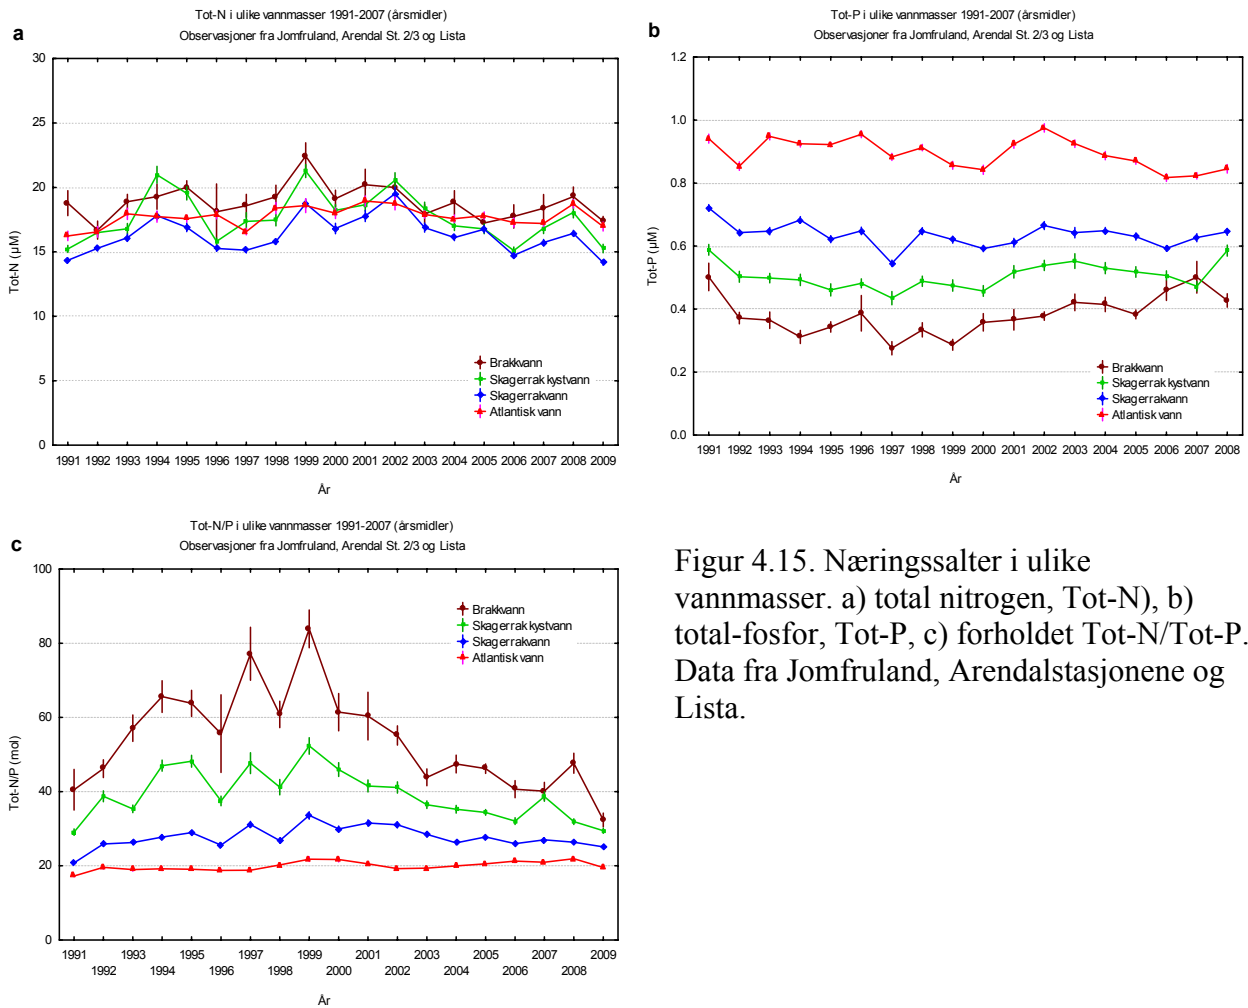 Tot-N i ulike vannmasser 1991-2007 (årsmidler)
Observasjoner fra Jomfruland, Arendal St. 2/3 og Lista
a
30
25
20
15
10
5
0
Tot-N (µM)
Brakkvann
Skagerrak kystvann
Skagerrakvann
Atlantisk vann
1991 1992 1993 1994 1995 1996 1997 1998 1999 2000 2001 2002 2003 2004 2005 2006 2007 2008 2009
År
Tot-P i ulike vannmasser 1991-2007 (årsmidler)
Observasjoner fra Jomfruland, Arendal St. 2/3 og Lista
b
1.2
1.0
0.8
0.6
0.4
0.2
0.0
Tot-P (µM)
Brakkvann
Skagerrak kystvann
Skagerrakvann
Atlantisk vann
1991 1992 1993 1994 1995 1996 1997 1998 1999 2000 2001 2002 2003 2004 2005 2006 2007 2008
År
Tot-N/P i ulike vannmasser 1991-2007 (årsmidler)
Observasjoner fra Jomfruland, Arendal St. 2/3 og Lista
c
100
80
60
40
20
0
Tot-N/P (mol)
Brakkvann
Skagerrak kystvann
Skagerrakvann
Atlantisk vann
1991 1993 1995 1997 1999 2001 2003 2005 2007 2009
1992 1994 1996 1998 2000 2002 2004 2006 2008
År
Figur 4.15. Næringssalter i ulike
vannmasser. a) total nitrogen, Tot-N), b)
total-fosfor, Tot-P, c) forholdet Tot-N/Tot-P.
Data fra Jomfruland, Arendalstasjonene og
Lista.